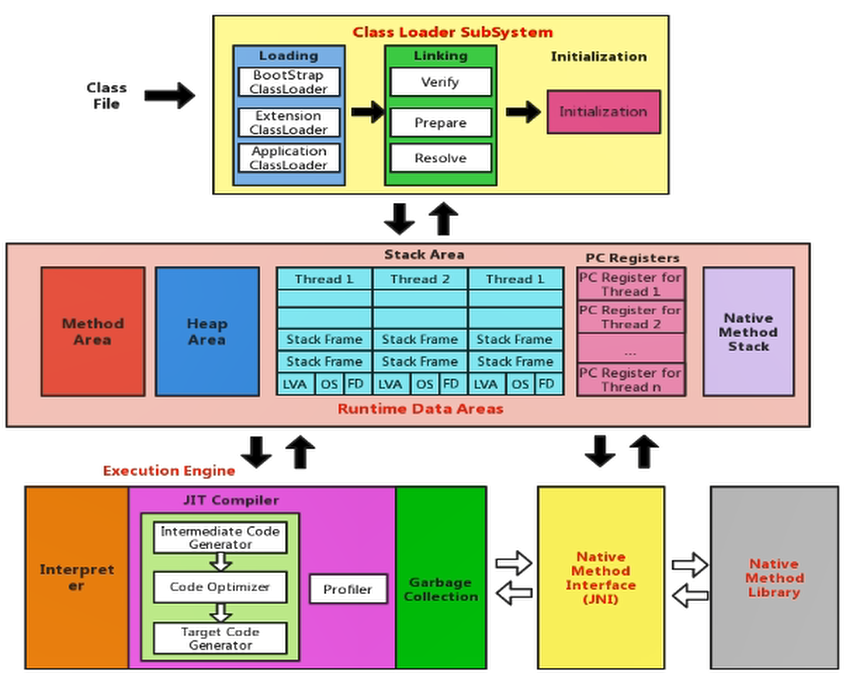 Class Loader SubSystem
Loading
Linking
Initialization
Class
File
BootStrap
ClassLoader
Extension
ClassLoader
Application
ClassLoader
Verify
Prepare
Resolve
Initialization
Stack Area
PC Registers
Method
Area
Heap
Area
Thread 1
Thread 2
Thread 1
Stack Frame
Stack Frame
Stack Frame
Stack Frame
Stack Frame
Stack Frame
LVA
OS
FD
LVA
OS
FD
LVA
OS
FD
PC Register for
Thread 1
PC Register for
Thread 2
...
PC Register for
Thread n
Native
Method
Stack
Runtime Data Areas
Execution Engine
Interpret
er
JIT Compiler
Intermediate Code
Generator
Code Optimizer
Target Code
Generator
Profiler
Garbage
Collection
Native
Method
Interface
(JNI)
Native
Method
Library